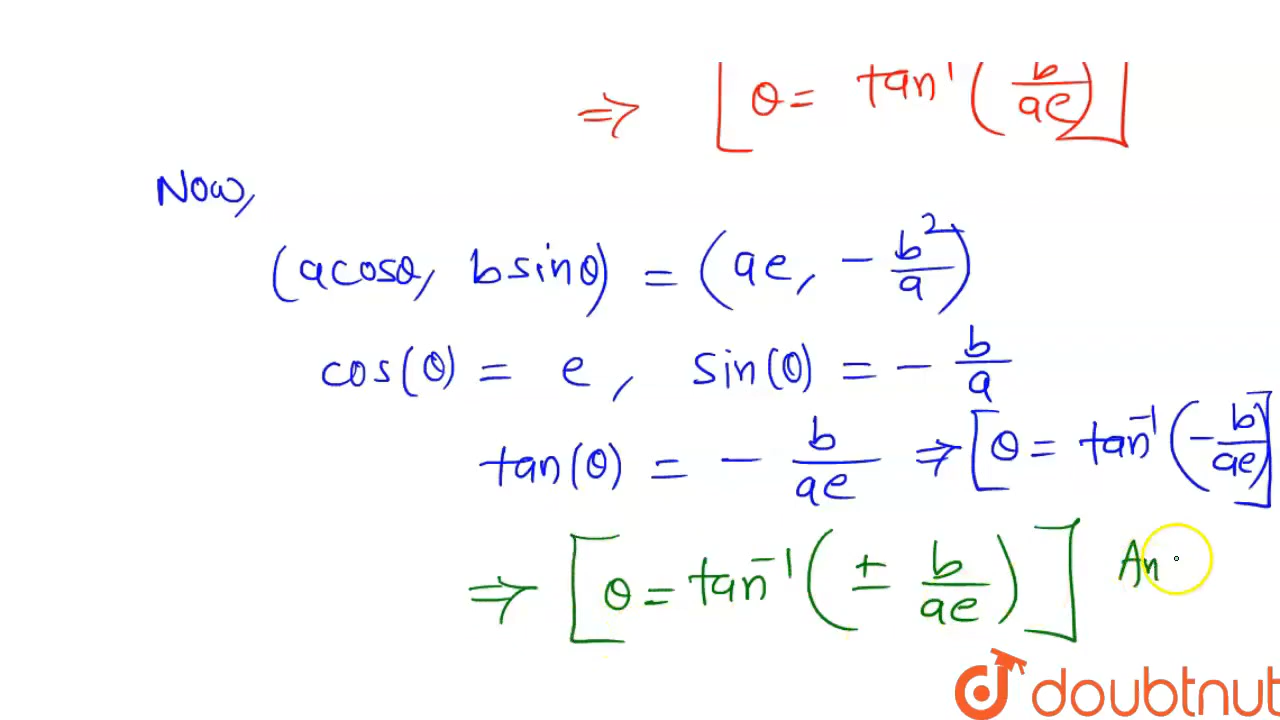 ⇒ [θ = tan⁻¹ (b/ae)]
Now,
(a cosθ, b sinθ) = (ae, - b²/a)
cos(θ) = e, sin(θ) = - b/a
tan(θ) = - b/ae ⇒ [θ = tan⁻¹ (- b/ae)]
⇒ [θ = tan⁻¹ (± b/ae)] An
doubtnut